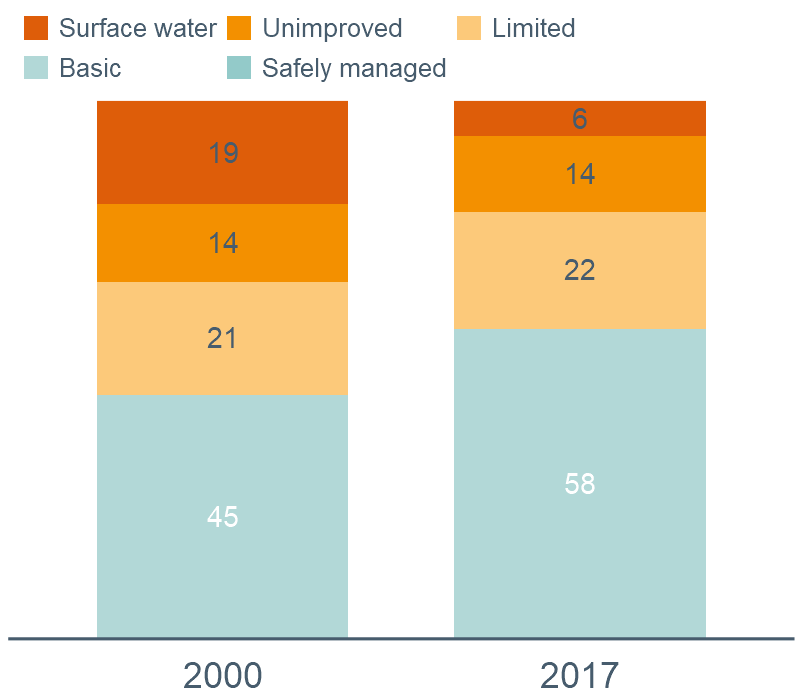 Surface water Unimproved Limited
Basic Safely managed
19 6
14 14
21 22
45 58
2000 2017